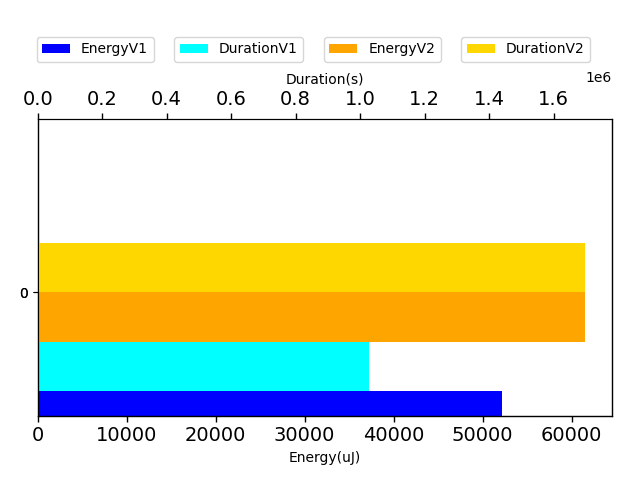 EnergyV1 DurationV1 EnergyV2 DurationV2
Duration(s) 1e6
0.0 0.2 0.4 0.6 0.8 1.0 1.2 1.4 1.6
0
0 10000 20000 30000 40000 50000 60000
Energy(uJ)